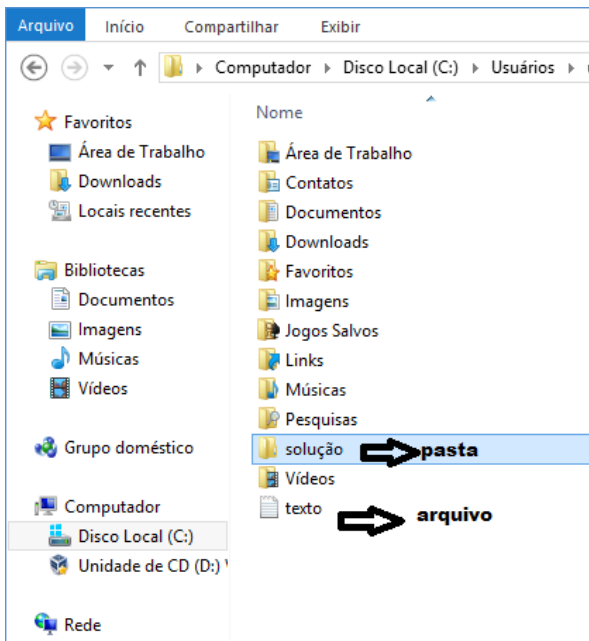 Arquivo Início Compartilhar Exibir
Computador Disco Local (C:) Usuários
Favoritos
Área de Trabalho
Downloads
Locais recentes
Bibliotecas
Documentos
Imagens
Músicas
Vídeos
Grupo doméstico
Computador
Disco Local (C:)
Unidade de CD (D:)
Rede
Nome
Área de Trabalho
Contatos
Documentos
Downloads
Favoritos
Imagens
Jogos Salvos
Links
Músicas
Pesquisas
solução pasta
Vídeos
texto arquivo